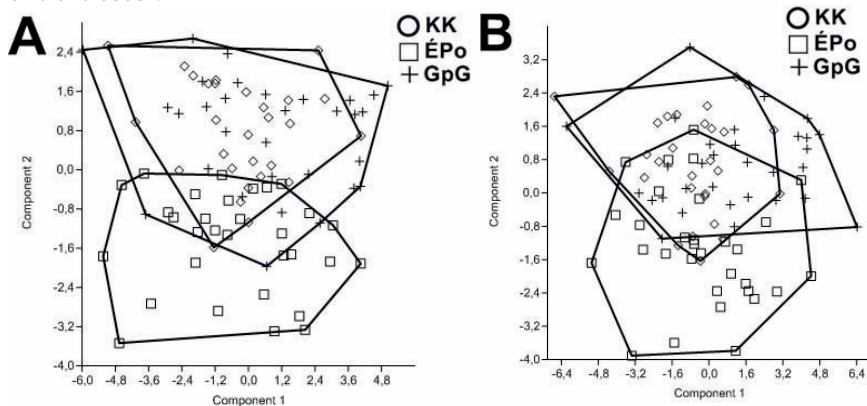 A
KK
ÉPo
GpG
Component 2
2,4
1,6
0,8
0,0
-0,8
-1,6
-2,4
-3,2
-4,0
-6,0 -4,8 -3,6 -2,4 -1,2 0,0 1,2 2,4 3,6 4,8
Component 1
B
KK
ÉPo
GpG
Component 2
3,2
2,4
1,6
0,8
0,0
-0,8
-1,6
-2,4
-3,2
-4,0
-6,4 -4,8 -3,2 -1,6 0,0 1,6 3,2 4,8 6,4
Component 1